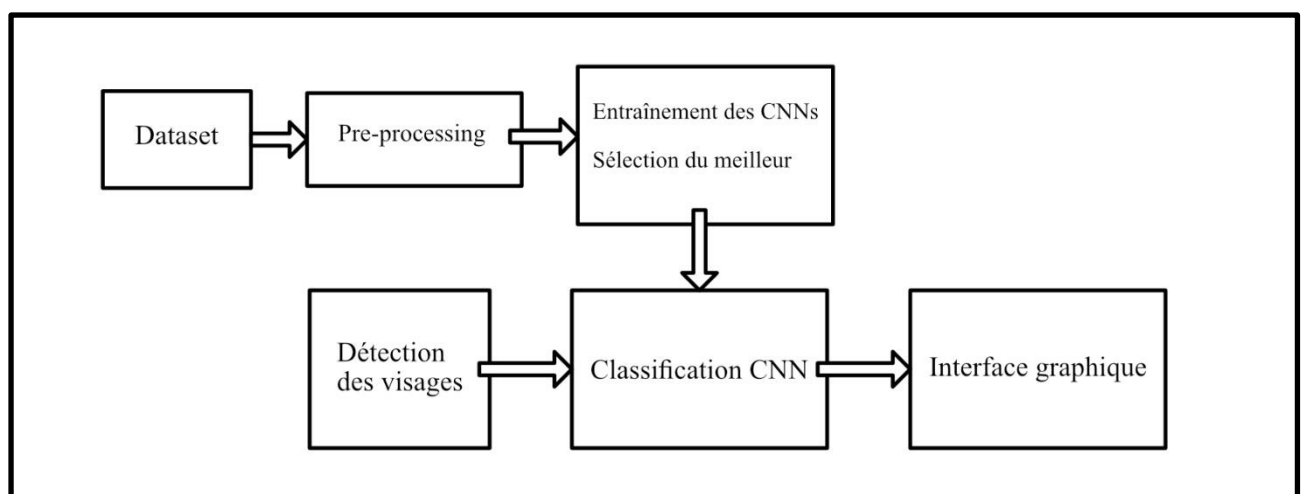 Dataset
Pre-processing
Entraînement des CNNs
Sélection du meilleur
Détection
des visages
Classification CNN
Interface graphique